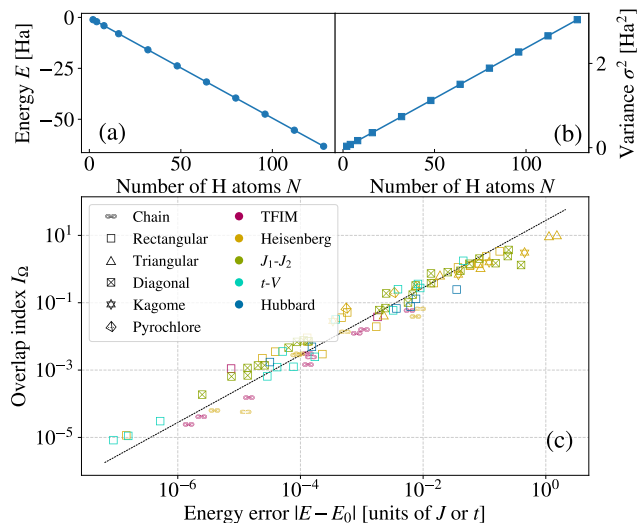 0
−25
−50
Energy E [Ha]
(a)
0 50 100
Number of H atoms N
2
0
Variance σ² [Ha²]
(b)
0 50 100
Number of H atoms N
Chain
Rectangular
Triangular
Diagonal
Kagome
Pyrochlore
TFIM
Heisenberg
J₁-J₂
t-V
Hubbard
10¹
10⁻¹
10⁻³
10⁻⁵
Overlap index I_Ω
(c)
10⁻⁶ 10⁻⁴ 10⁻² 10⁰
Energy error |E−E₀| [units of J or t]